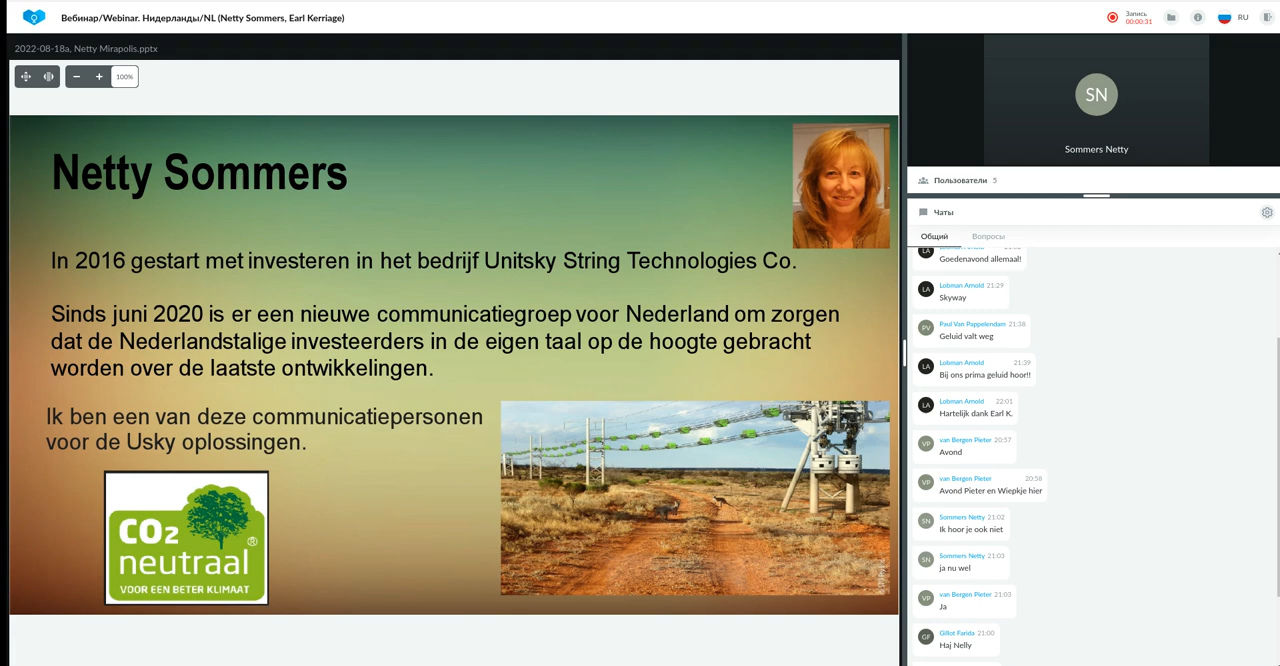 Вебинар/Webinar. Нидерланды/NL (Netty Sommers, Earl Kerriage)
Запись
00:00:31
RU
2022-08-18a, Netty Mirapolis.pptx
100%
Netty Sommers
In 2016 gestart met investeren in het bedrijf Unitsky String Technologies Co.
Sinds juni 2020 is er een nieuwe communicatiegroep voor Nederland om zorgen
dat de Nederlandstalige investeerders in de eigen taal op de hoogte gebracht
worden over de laatste ontwikkelingen.
Ik ben een van deze communicatiepersonen
voor de Usky oplossingen.
CO2
neutraal®
VOOR EEN BETER KLIMAAT
SN
Sommers Netty
Пользователи 5
Чаты
Общий Вопросы
LA
Goedenavond allemaal!
LA Lobman Arnold 21:29
Skyway
PV Paul Van Pappelendam 21:38
Geluid valt weg
LA Lobman Arnold 21:39
Bij ons prima geluid hoor!!
LA Lobman Arnold 22:01
Hartelijk dank Earl K.
VP van Bergen Pieter 20:57
Avond
VP van Bergen Pieter 20:58
Avond Pieter en Wiepkje hier
SN Sommers Netty 21:02
Ik hoor je ook niet
SN Sommers Netty 21:03
ja nu wel
VP van Bergen Pieter 21:03
Ja
GF Gillot Farida 21:00
Haj Nelly